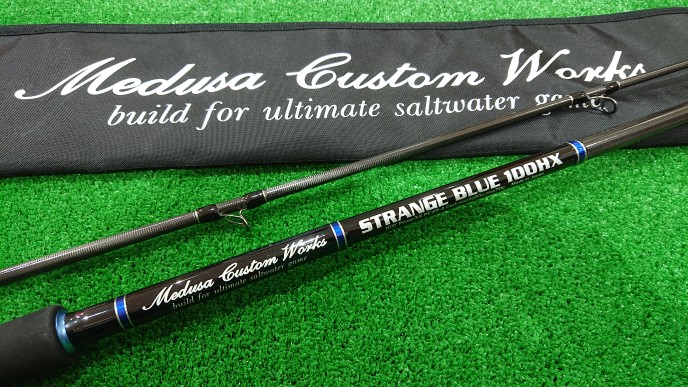 Medusa Custom Works
build for ultimate saltwater game
STRANGE BLUE 100HX
Medusa Custom Works
build for ultimate saltwater game